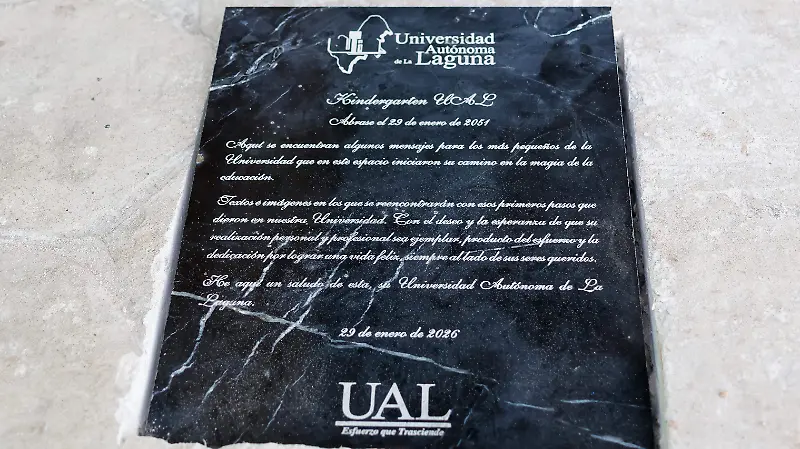 Universidad
Autónoma
de La Laguna
Kindergarten UAL
Ábrase el 29 de enero de 2051
Aquí se encuentran algunos mensajes para los más pequeños de la
Universidad que en este espacio iniciaron su camino en la magia de la
educación.
Textos e imágenes en los que se reencontrarán con esos primeros pasos que
dieron en nuestra Universidad. Con el deseo y la esperanza de que su
realización personal y profesional sea ejemplar, producto del esfuerzo y la
dedicación por lograr una vida feliz, siempre al lado de sus seres queridos.
He aquí un saludo de esta, su Universidad Autónoma de La
Laguna.
29 de enero de 2026
UAL
Esfuerzo que Trasciende